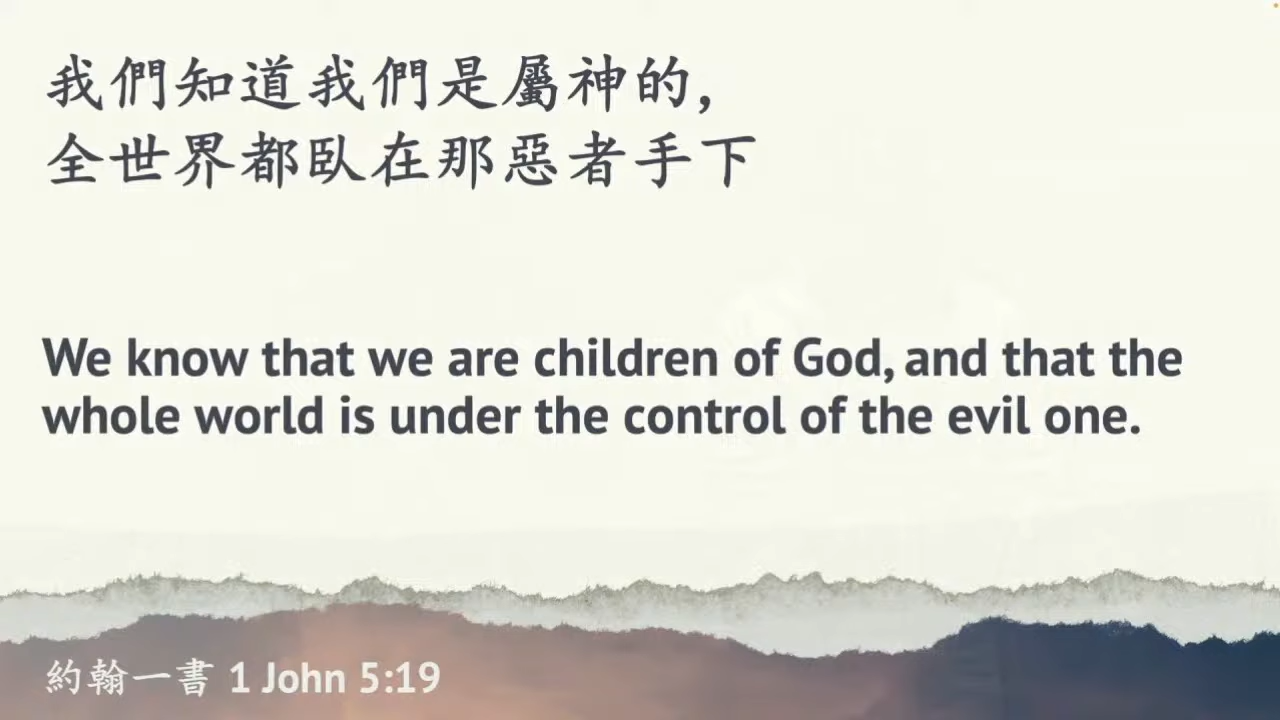 我們知道我們是屬神的,
全世界都臥在那惡者手下
We know that we are children of God, and that the
whole world is under the control of the evil one.
約翰一書 1 John 5:19